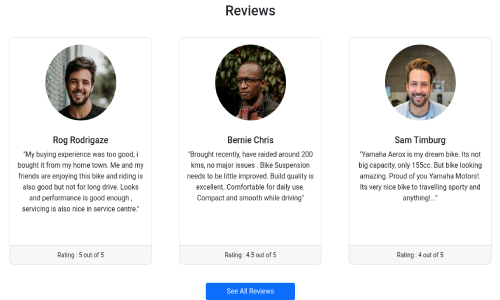 Reviews
Rog Rodrigaze
"My buying experience was too good, i
bought it from my home town. Me and my
friends are enjoying this bike and riding is
also good but not for long drive. Looks
and performance is good enough ,
servicing is also nice in service centre."
Rating : 5 out of 5
Bernie Chris
"Brought recently, have raided around 200
kms, no major issues . Bike Suspension
needs to be little improved. Build quality is
excellent. Comfortable for daily use.
Compact and smooth while driving"
Rating : 4.5 out of 5
Sam Timburg
"Yamaha Aerox is my dream bike. Its not
big capacity, only 155cc. But bike looking
amazing. Proud of you Yamaha Motors!.
Its very nice bike to travelling sporty and
anything!..."
Rating : 4 out of 5
See All Reviews